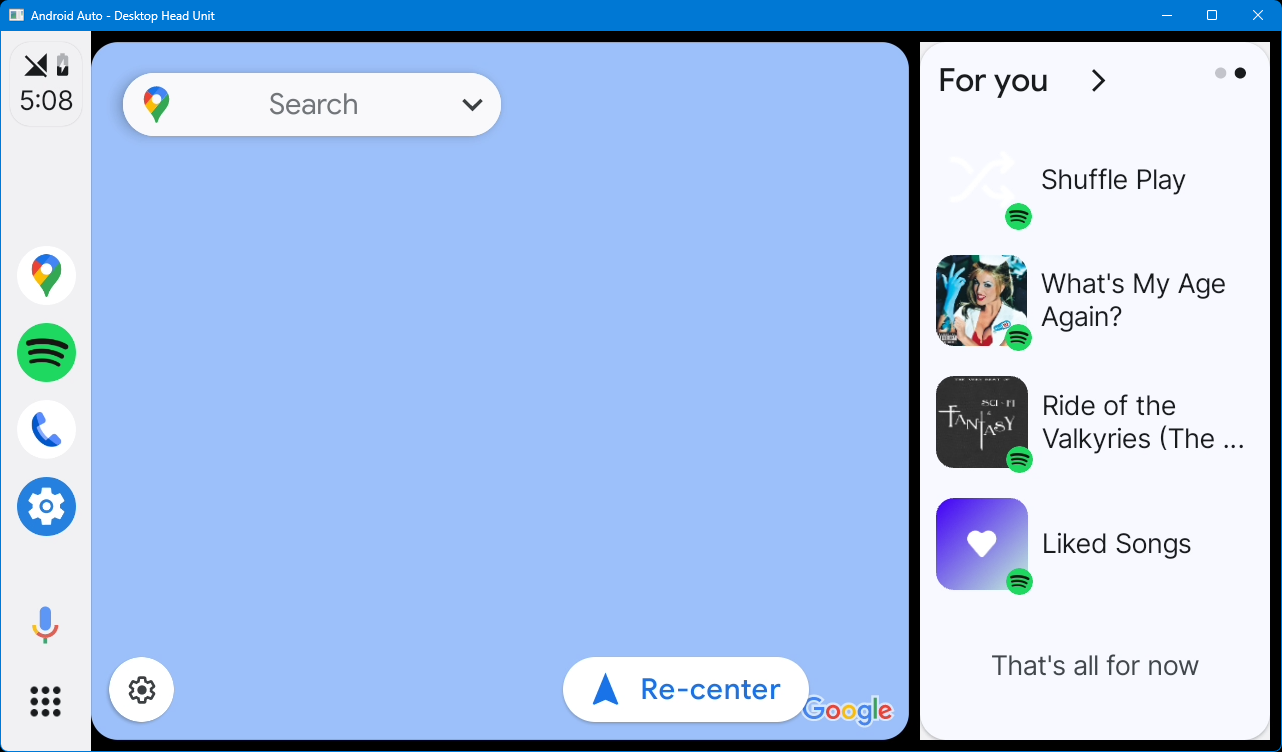 Android Auto - Desktop Head Unit
5:08
Search
Re-center
Google
For you
Shuffle Play
What's My Age
Again?
SCI-FI
&
FANTASY
Ride of the
Valkyries (The ...
Liked Songs
That's all for now